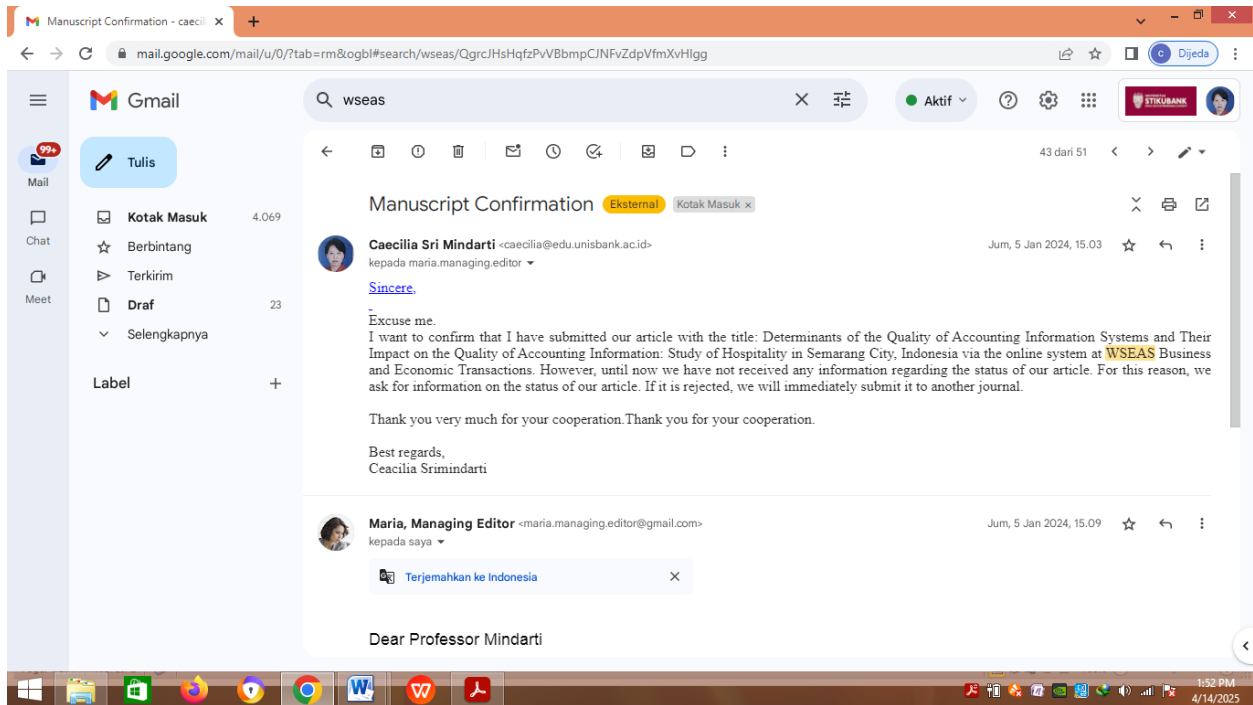 Manuscript Confirmation - caecil
mail.google.com/mail/u/0/?tab=rm&ogbl#search/wseas/QgrcJHsHqfzPvVBbmpCJNFvZdpVfmXvHlgg
C Dijeda
Gmail
wseas
Aktif
STIKUBANK
99+
Mail
Chat
Meet
Tulis
Kotak Masuk 4.069
Berbintang
Terkirim
Draf 23
Selengkapnya
Label
43 dari 51
Manuscript Confirmation Eksternal Kotak Masuk x
Caecilia Sri Mindarti <caecilia@edu.unisbank.ac.id> Jum, 5 Jan 2024, 15.03
kepada maria.managing.editor
Sincere,
Excuse me.
I want to confirm that I have submitted our article with the title: Determinants of the Quality of Accounting Information Systems and Their
Impact on the Quality of Accounting Information: Study of Hospitality in Semarang City, Indonesia via the online system at WSEAS Business
and Economic Transactions. However, until now we have not received any information regarding the status of our article. For this reason, we
ask for information on the status of our article. If it is rejected, we will immediately submit it to another journal.
Thank you very much for your cooperation.Thank you for your cooperation.
Best regards,
Ceacilia Srimindarti
Maria, Managing Editor <maria.managing.editor@gmail.com> Jum, 5 Jan 2024, 15.09
kepada saya
Terjemahkan ke Indonesia
Dear Professor Mindarti
1:52 PM
4/14/2025